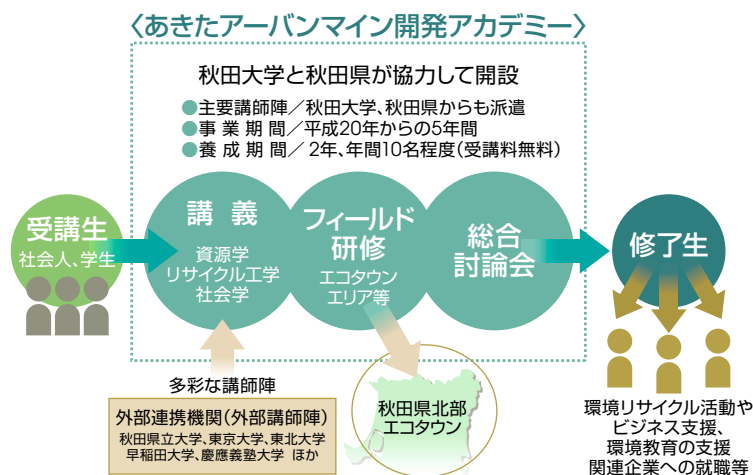 〈あきたアーバンマイン開発アカデミー〉
秋田大学と秋田県が協力して開設
●主要講師陣／秋田大学、秋田県からも派遣
●事業期間／平成20年からの5年間
●養成期間／2年、年間10名程度(受講料無料)
受講生
社会人、学生
講義
資源学
リサイクル工学
社会学
フィールド
研修
エコタウン
エリア等
総合
討論会
修了生
多彩な講師陣
外部連携機関(外部講師陣)
秋田県立大学、東京大学、東北大学
早稲田大学、慶應義塾大学 ほか
秋田県北部
エコタウン
環境リサイクル活動や
ビジネス支援、
環境教育の支援
関連企業への就職等